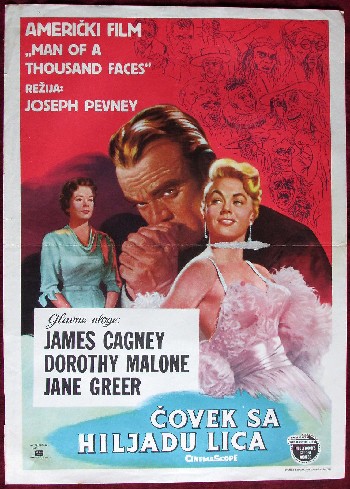 AMERIČKI FILM
„MAN OF A
THOUSAND FACES"
REŽIJA:
JOSEPH PEVNEY
Glavne uloge:
JAMES CAGNEY
DOROTHY MALONE
JANE GREER
ČOVEK SA
HILJADU LICA
CINEMASCOPE